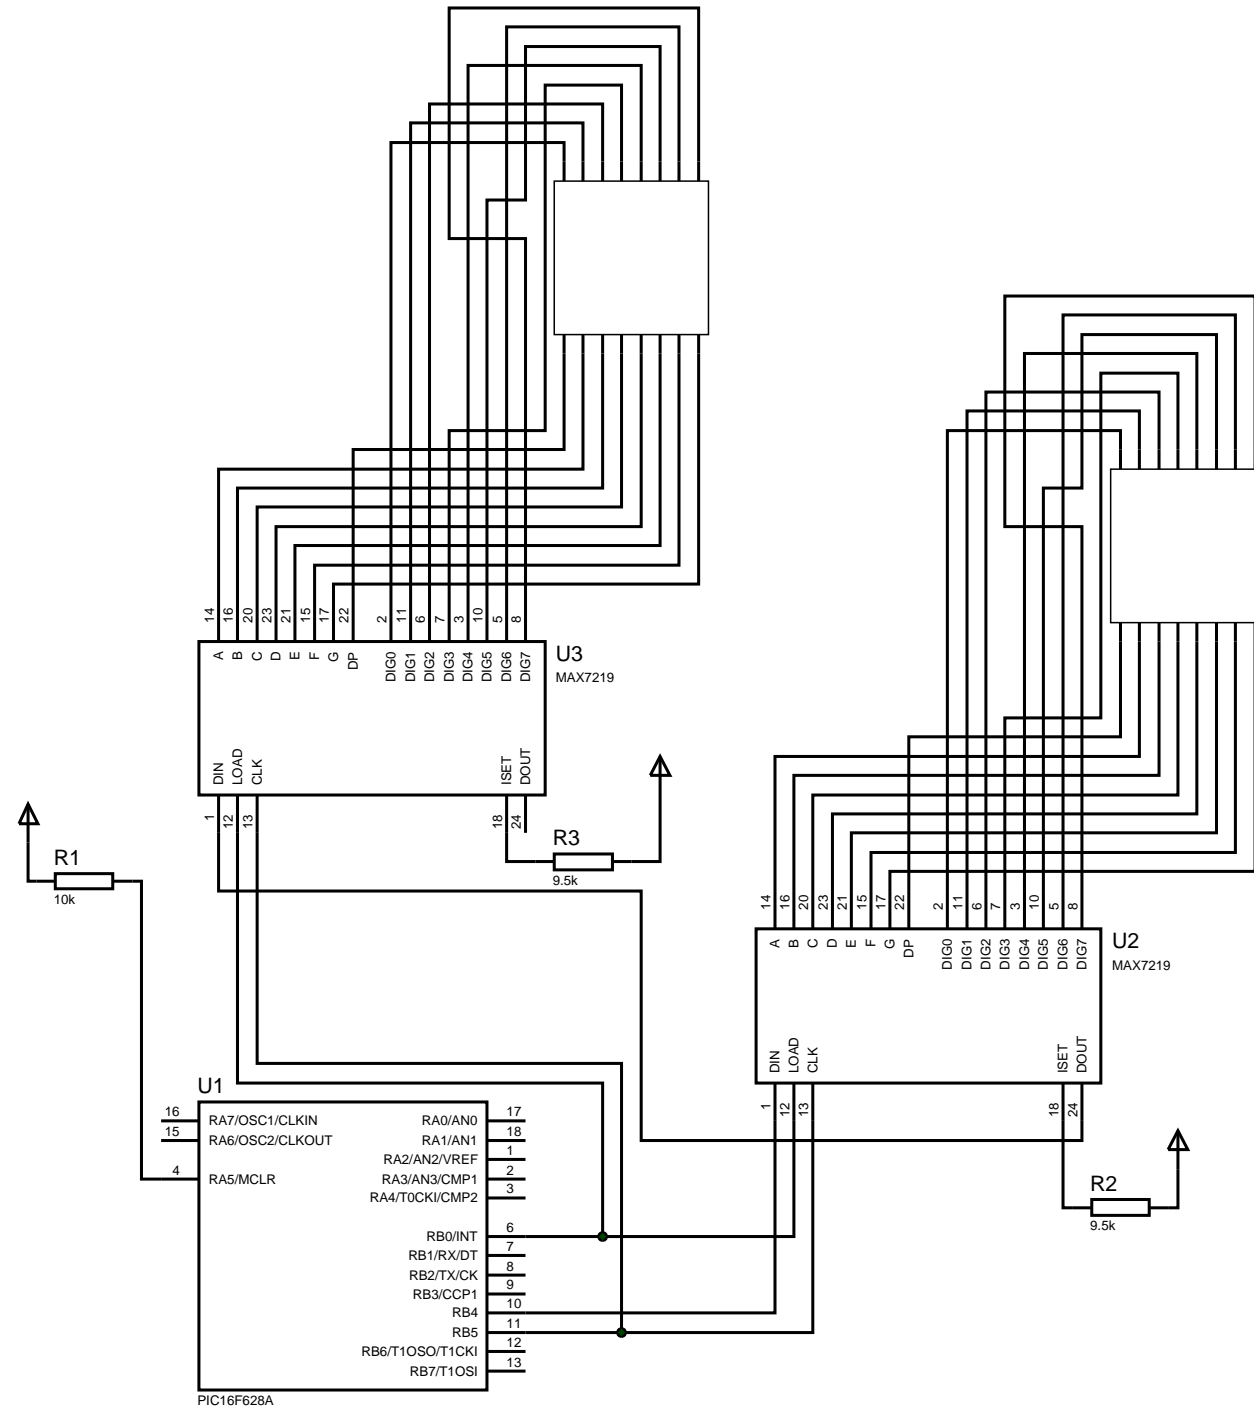 14
16
20
23
21
15
17
22
2
11
6
7
3
10
5
8
A
B
C
D
E
F
G
DP
DIG0
DIG1
DIG2
DIG3
DIG4
DIG5
DIG6
DIG7
U3
MAX7219
DIN
LOAD
CLK
ISET
DOUT
1
12
13
18
24
R3
9.5k
R1
10k
14
16
20
23
21
15
17
22
2
11
6
7
3
10
5
8
A
B
C
D
E
F
G
DP
DIG0
DIG1
DIG2
DIG3
DIG4
DIG5
DIG6
DIG7
U2
MAX7219
DIN
LOAD
CLK
ISET
DOUT
1
12
13
18
24
R2
9.5k
U1
16
RA7/OSC1/CLKIN
RA0/AN0
17
15
RA6/OSC2/CLKOUT
RA1/AN1
18
RA2/AN2/VREF
1
4
RA5/MCLR
RA3/AN3/CMP1
2
RA4/T0CKI/CMP2
3
RB0/INT
6
RB1/RX/DT
7
RB2/TX/CK
8
RB3/CCP1
9
RB4
10
RB5
11
RB6/T1OSO/T1CKI
12
RB7/T1OSI
13
PIC16F628A